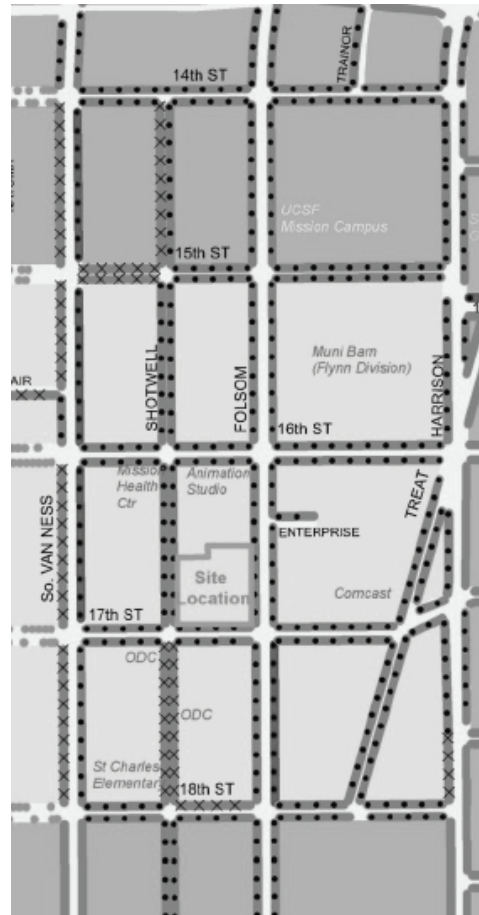 TRAINOR
14th ST
UCSF
Mission Campus
15th ST
SHOTWELL
FOLSOM
HARRISON
Muni Barn
(Flynn Division)
AIR
16th ST
Mission
Health
Ctr
Animation
Studio
So. VAN NESS
TREAT
ENTERPRISE
Site
Location
Comcast
17th ST
ODC
ODC
St Charles
Elementary
18th ST